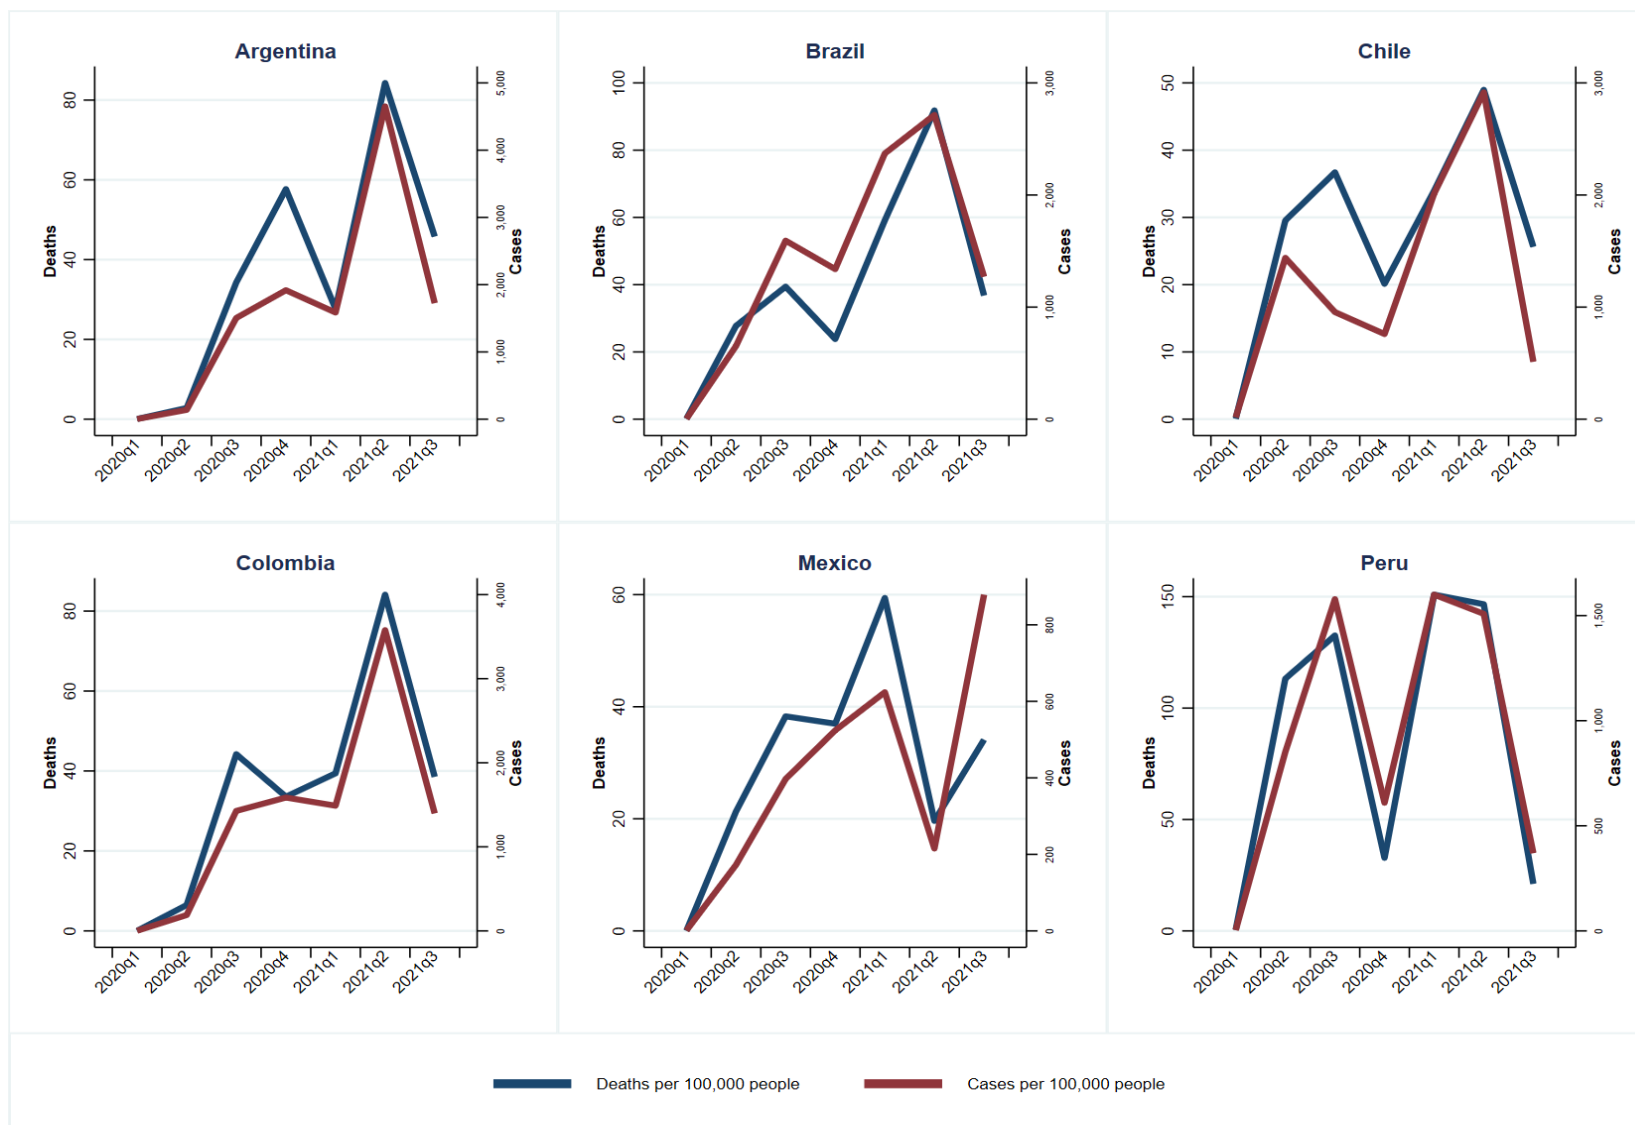 Argentina
Deaths
0 20 40 60 80
Cases
0 1,000 2,000 3,000 4,000 5,000
2020q1 2020q2 2020q3 2020q4 2021q1 2021q2 2021q3
Brazil
Deaths
0 20 40 60 80 100
Cases
0 1,000 2,000 3,000
2020q1 2020q2 2020q3 2020q4 2021q1 2021q2 2021q3
Chile
Deaths
0 10 20 30 40 50
Cases
0 1,000 2,000 3,000
2020q1 2020q2 2020q3 2020q4 2021q1 2021q2 2021q3
Colombia
Deaths
0 20 40 60 80
Cases
0 1,000 2,000 3,000 4,000
2020q1 2020q2 2020q3 2020q4 2021q1 2021q2 2021q3
Mexico
Deaths
0 20 40 60
Cases
0 200 400 600 800
2020q1 2020q2 2020q3 2020q4 2021q1 2021q2 2021q3
Peru
Deaths
0 50 100 150
Cases
0 500 1,000 1,500
2020q1 2020q2 2020q3 2020q4 2021q1 2021q2 2021q3
Deaths per 100,000 people
Cases per 100,000 people